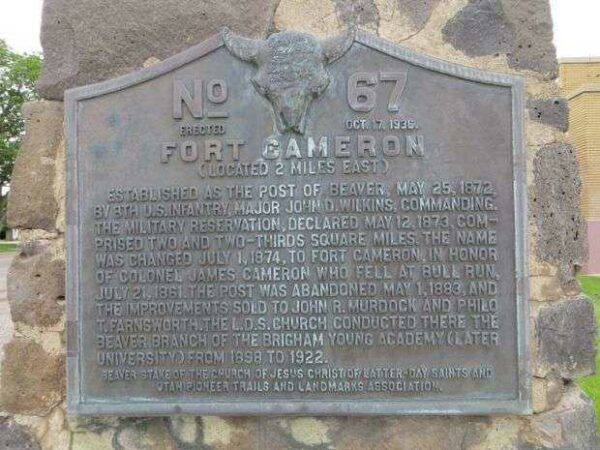 No 67
ERECTED OCT. 17, 1936.
FORT CAMERON
(LOCATED 2 MILES EAST)
ESTABLISHED AS THE POST OF BEAVER, MAY 25, 1872,
BY 8TH U.S. INFANTRY, MAJOR JOHN D. WILKINS, COMMANDING.
THE MILITARY RESERVATION, DECLARED MAY 12, 1873, COM-
PRISED TWO AND TWO-THIRDS SQUARE MILES. THE NAME
WAS CHANGED JULY 1, 1874, TO FORT CAMERON, IN HONOR
OF COLONEL JAMES CAMERON WHO FELL AT BULL RUN,
JULY 21, 1861. THE POST WAS ABANDONED MAY 1, 1883, AND
THE IMPROVEMENTS SOLD TO JOHN R. MURDOCK AND PHILO
T. FARNSWORTH. THE L.D.S. CHURCH CONDUCTED THERE THE
BEAVER BRANCH OF THE BRIGHAM YOUNG ACADEMY (LATER
UNIVERSITY) FROM 1898 TO 1922.
BEAVER STAKE OF THE CHURCH OF JESUS CHRIST OF LATTER-DAY SAINTS AND
UTAH PIONEER TRAILS AND LANDMARKS ASSOCIATION.